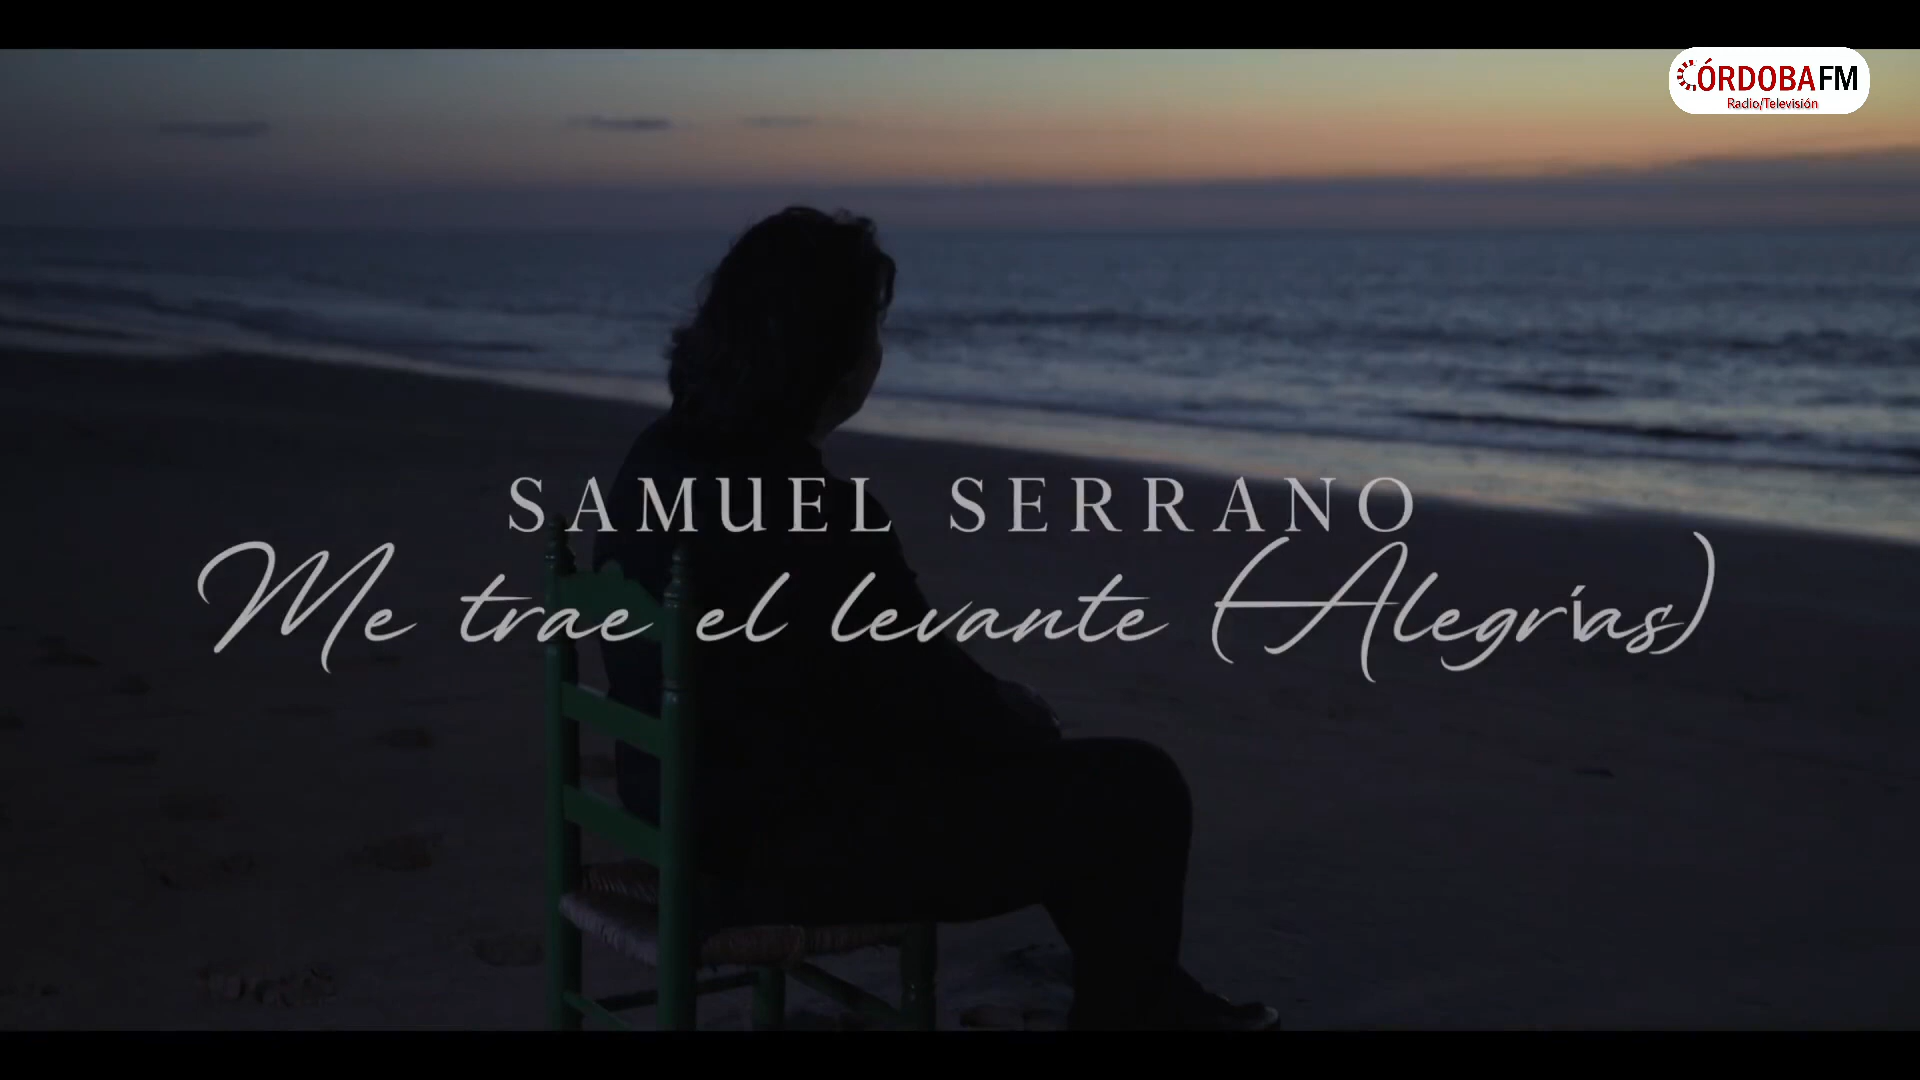 CÓRDOBAFM
Radio/Televisión
SAMUEL SERRANO
Me trae el levante (Alegrías)